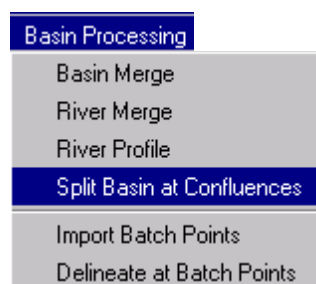 Basin Processing
Basin Merge
River Merge
River Profile
Split Basin at Confluences
Import Batch Points
Delineate at Batch Points